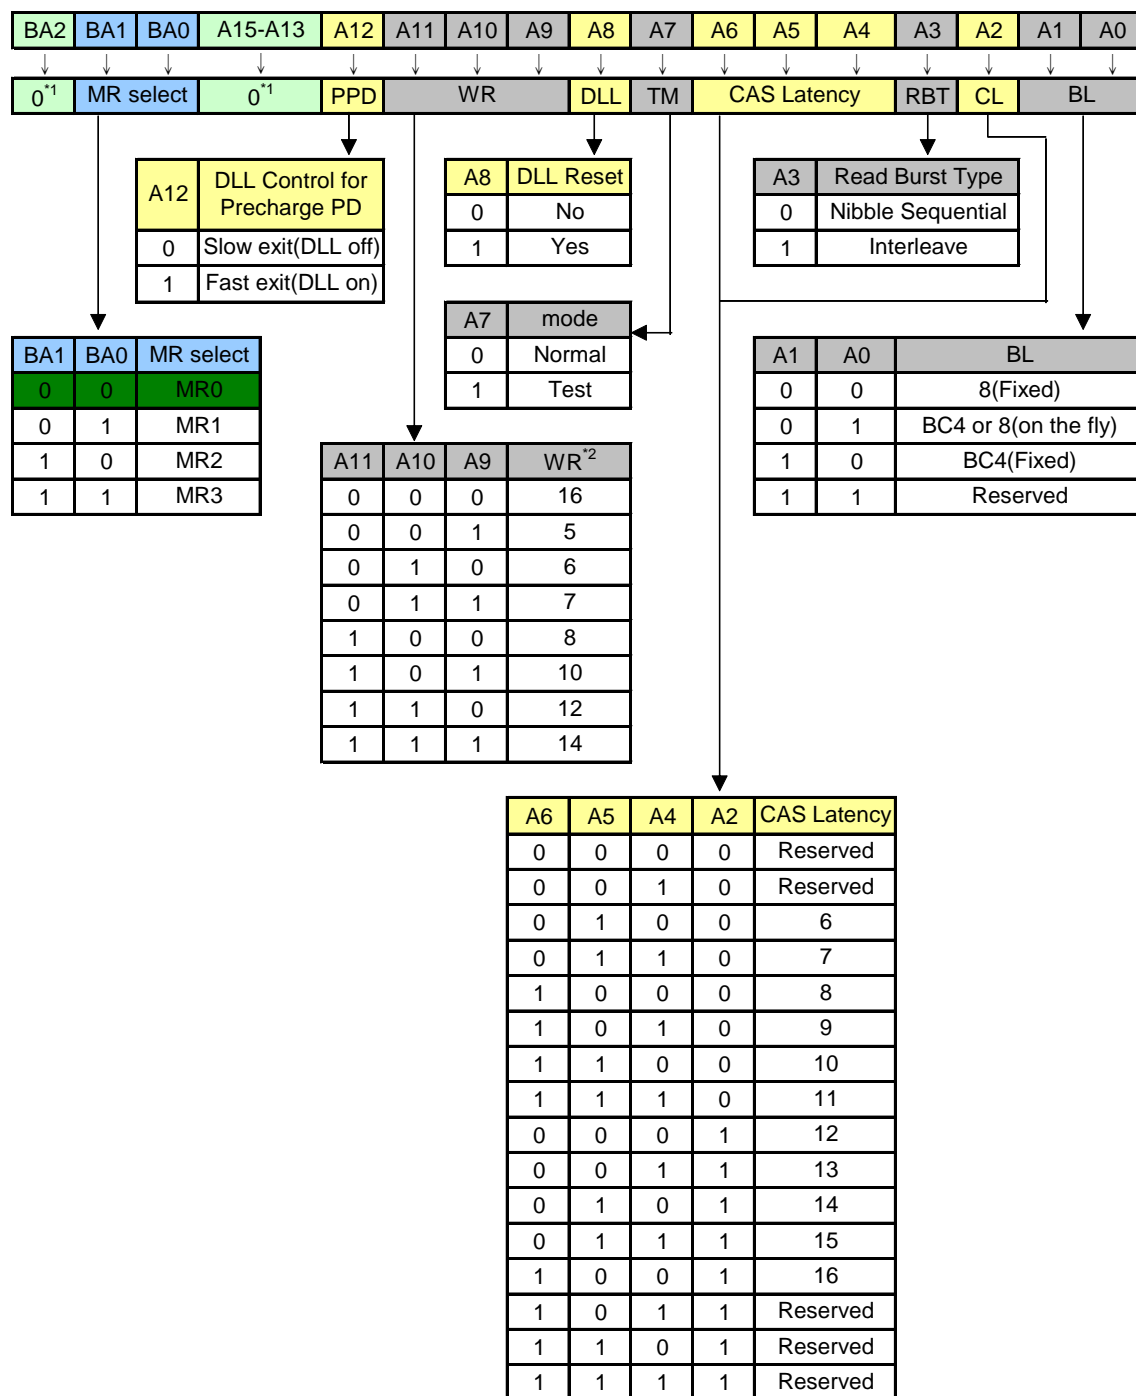 BA2 BA1 BA0 A15-A13 A12 A11 A10 A9 A8 A7 A6 A5 A4 A3 A2 A1 A0
0*1 MR select 0*1 PPD WR DLL TM CAS Latency RBT CL BL
A12 DLL Control for Precharge PD
0 Slow exit(DLL off)
1 Fast exit(DLL on)
A8 DLL Reset
0 No
1 Yes
A3 Read Burst Type
0 Nibble Sequential
1 Interleave
A7 mode
0 Normal
1 Test
BA1 BA0 MR select
0 0 MR0
0 1 MR1
1 0 MR2
1 1 MR3
A1 A0 BL
0 0 8(Fixed)
0 1 BC4 or 8(on the fly)
1 0 BC4(Fixed)
1 1 Reserved
A11 A10 A9 WR*2
0 0 0 16
0 0 1 5
0 1 0 6
0 1 1 7
1 0 0 8
1 0 1 10
1 1 0 12
1 1 1 14
A6 A5 A4 A2 CAS Latency
0 0 0 0 Reserved
0 0 1 0 Reserved
0 1 0 0 6
0 1 1 0 7
1 0 0 0 8
1 0 1 0 9
1 1 0 0 10
1 1 1 0 11
0 0 0 1 12
0 0 1 1 13
0 1 0 1 14
0 1 1 1 15
1 0 0 1 16
1 0 1 1 Reserved
1 1 0 1 Reserved
1 1 1 1 Reserved